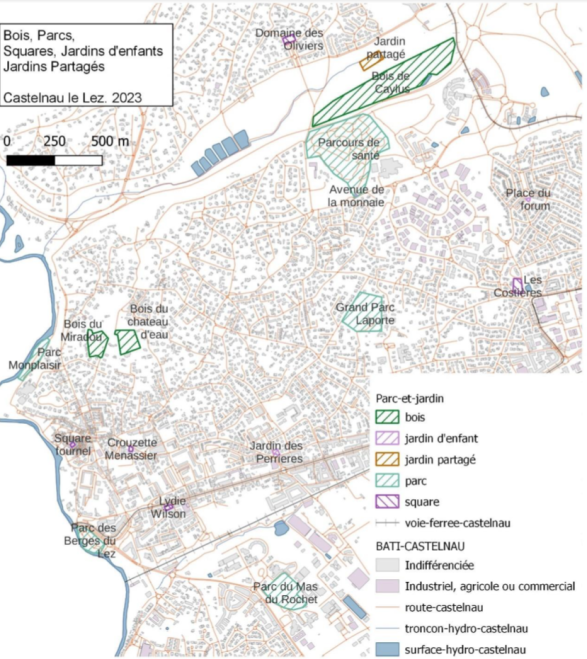 Bois, Parcs,
Squares, Jardins d'enfants
Jardins Partagés
Castelnau le Lez. 2023
0 250 500 m
Domaine des
Oliviers
Jardin
partagé
Bois de
Caylus
Parcours de
santé
Avenue de
la monnaie
Place du
forum
Les
Costières
Grand Parc
Laporte
Bois du
chateau
d'eau
Bois du
Miradou
Parc
Monplaisir
Square
fournel
Crouzette
Menassier
Jardin des
Perrieres
Lydie
Wilson
Parc des
Berges du
Lez
Parc du Mas
du Rochet
Parc-et-jardin
bois
jardin d'enfant
jardin partagé
parc
square
voie-ferree-castelnau
BATI-CASTELNAU
Indifférenciée
Industriel, agricole ou commercial
route-castelnau
troncon-hydro-castelnau
surface-hydro-castelnau